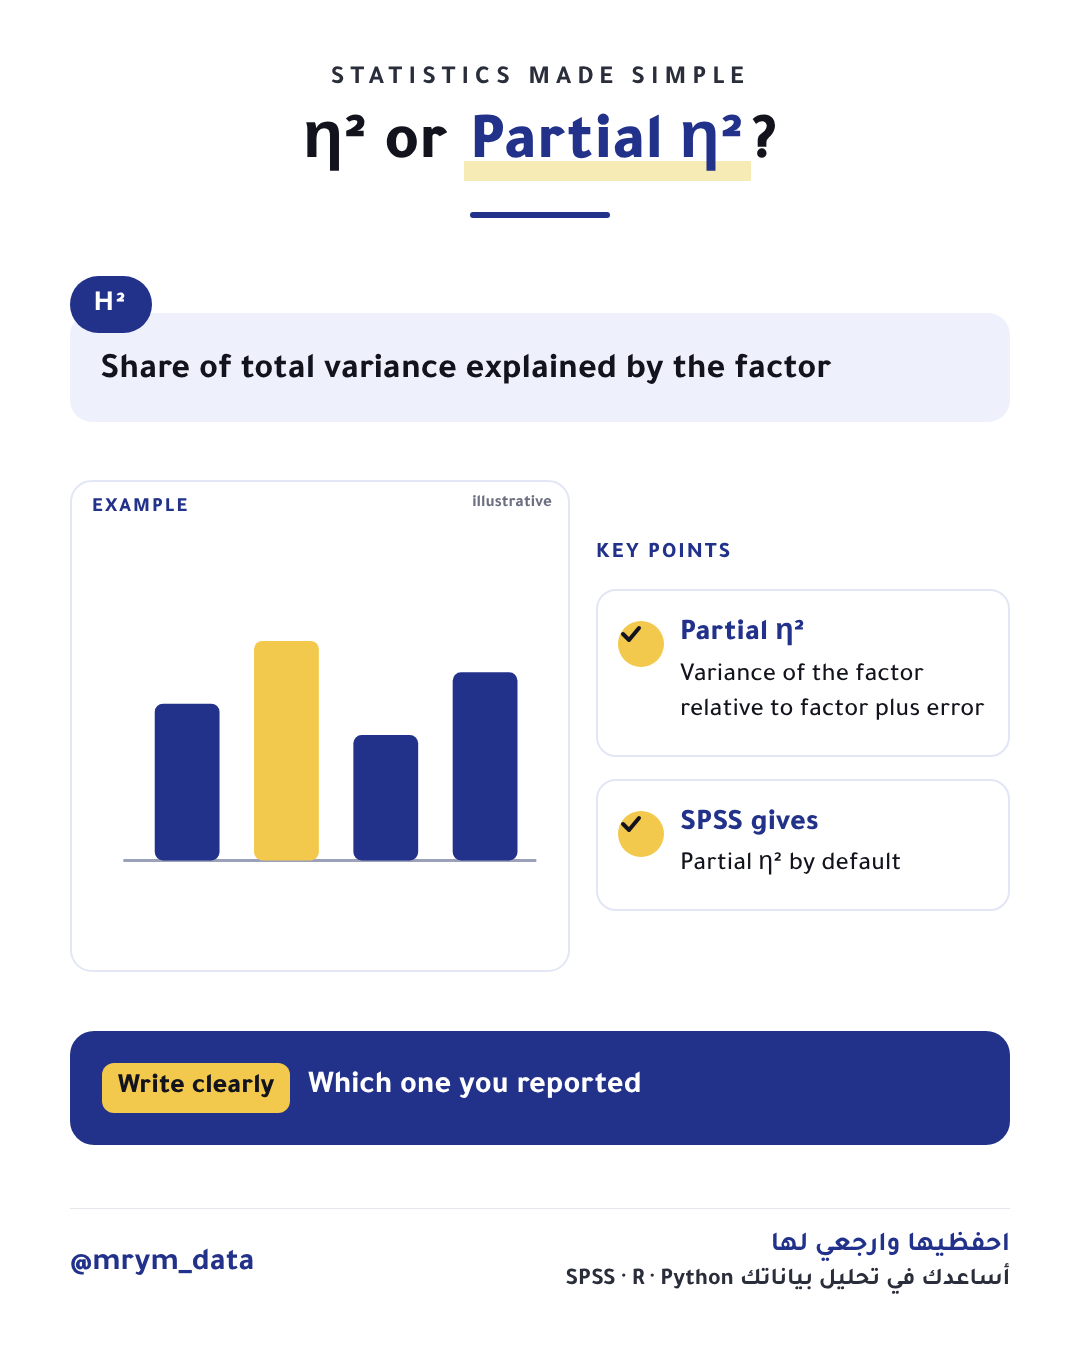 STATISTICS MADE SIMPLE
η² or Partial η²?
H²
Share of total variance explained by the factor
EXAMPLE
illustrative
KEY POINTS
Partial η²
Variance of the factor
relative to factor plus error
SPSS gives
Partial η² by default
Write clearly Which one you reported
@mrym_data
احفظيها وارجعي لها
أساعدك في تحليل بياناتك SPSS · R · Python